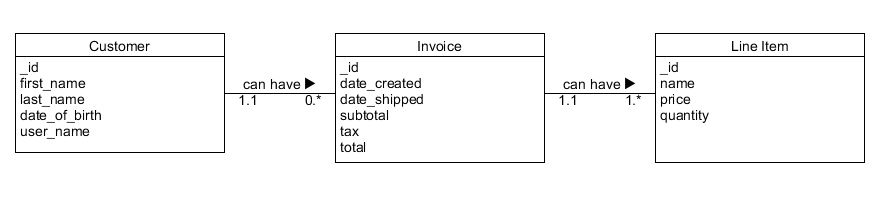 Customer
_id
first_name
last_name
date_of_birth
user_name
can have ▶
1.1
0.*
Invoice
_id
date_created
date_shipped
subtotal
tax
total
can have ▶
1.1
1.*
Line Item
_id
name
price
quantity